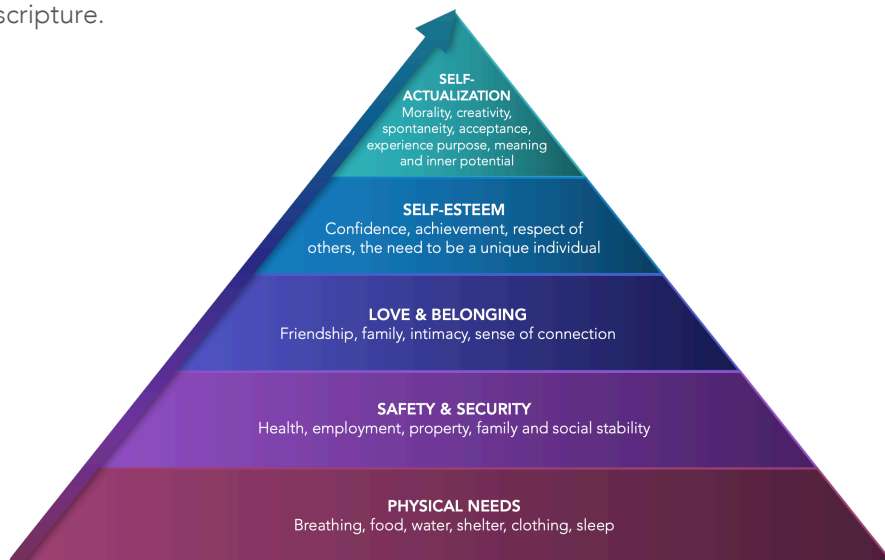 scripture.
SELF-
ACTUALIZATION
Morality, creativity,
spontaneity, acceptance,
experience purpose, meaning
and inner potential
SELF-ESTEEM
Confidence, achievement, respect of
others, the need to be a unique individual
LOVE & BELONGING
Friendship, family, intimacy, sense of connection
SAFETY & SECURITY
Health, employment, property, family and social stability
PHYSICAL NEEDS
Breathing, food, water, shelter, clothing, sleep